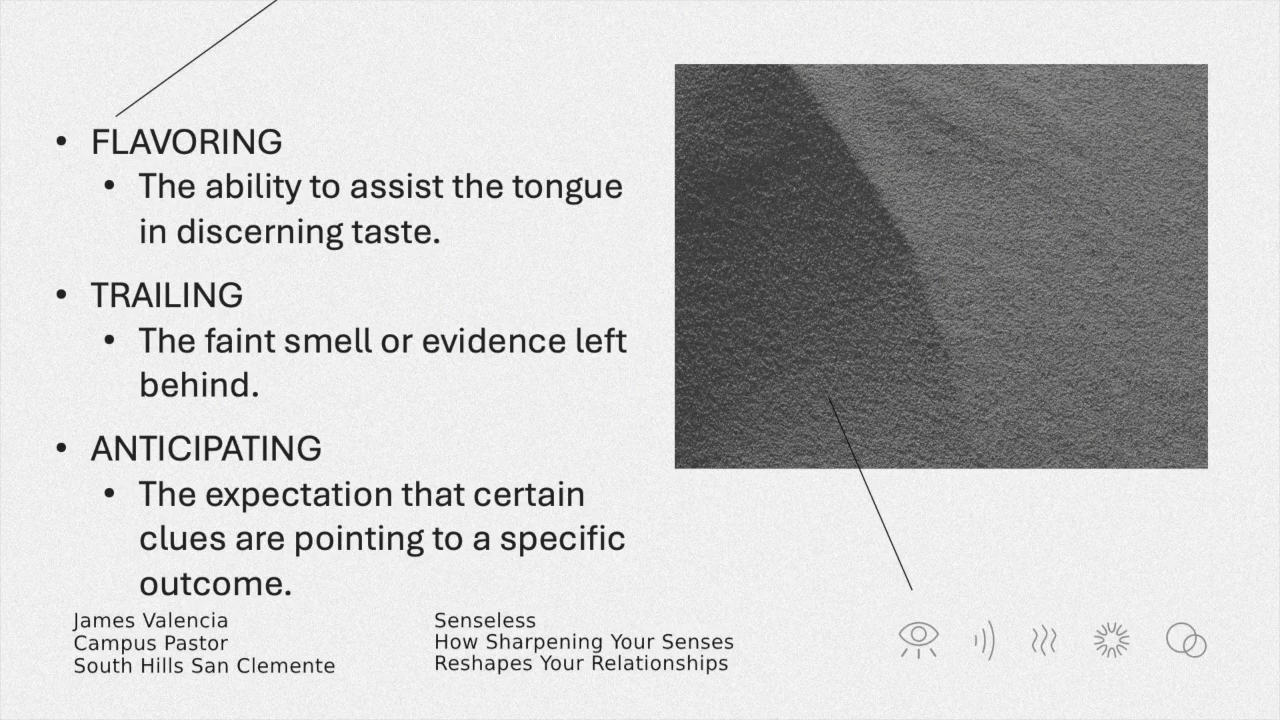 • FLAVORING
• The ability to assist the tongue
in discerning taste.
• TRAILING
• The faint smell or evidence left
behind.
• ANTICIPATING
• The expectation that certain
clues are pointing to a specific
outcome.
James Valencia
Campus Pastor
South Hills San Clemente
Senseless
How Sharpening Your Senses
Reshapes Your Relationships